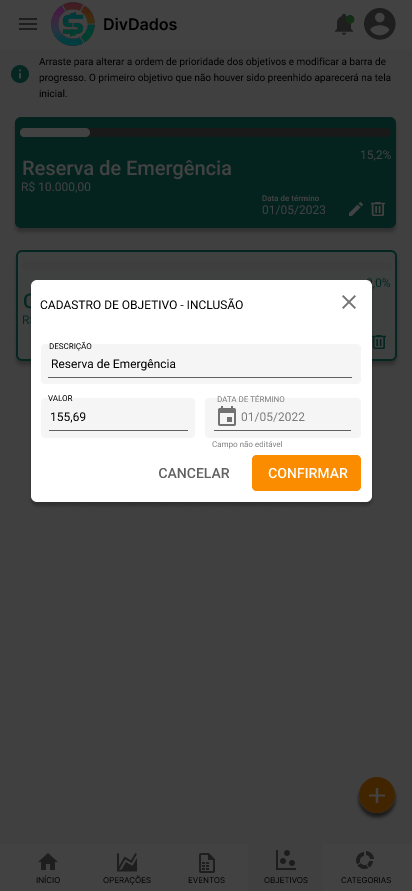 DivDados
Arraste para alterar a ordem de prioridade dos objetivos e modificar a barra de
progresso. O primeiro objetivo que não houver sido preenhido aparecerá na tela
inicial.
15,2%
Reserva de Emergência
R$ 10.000,00
Data de término
01/05/2023
CADASTRO DE OBJETIVO - INCLUSÃO
DESCRIÇÃO
Reserva de Emergência
VALOR
155,69
DATA DE TÉRMINO
01/05/2022
Campo não editável
CANCELAR
CONFIRMAR
INÍCIO
OPERAÇÕES
EVENTOS
OBJETIVOS
CATEGORIAS